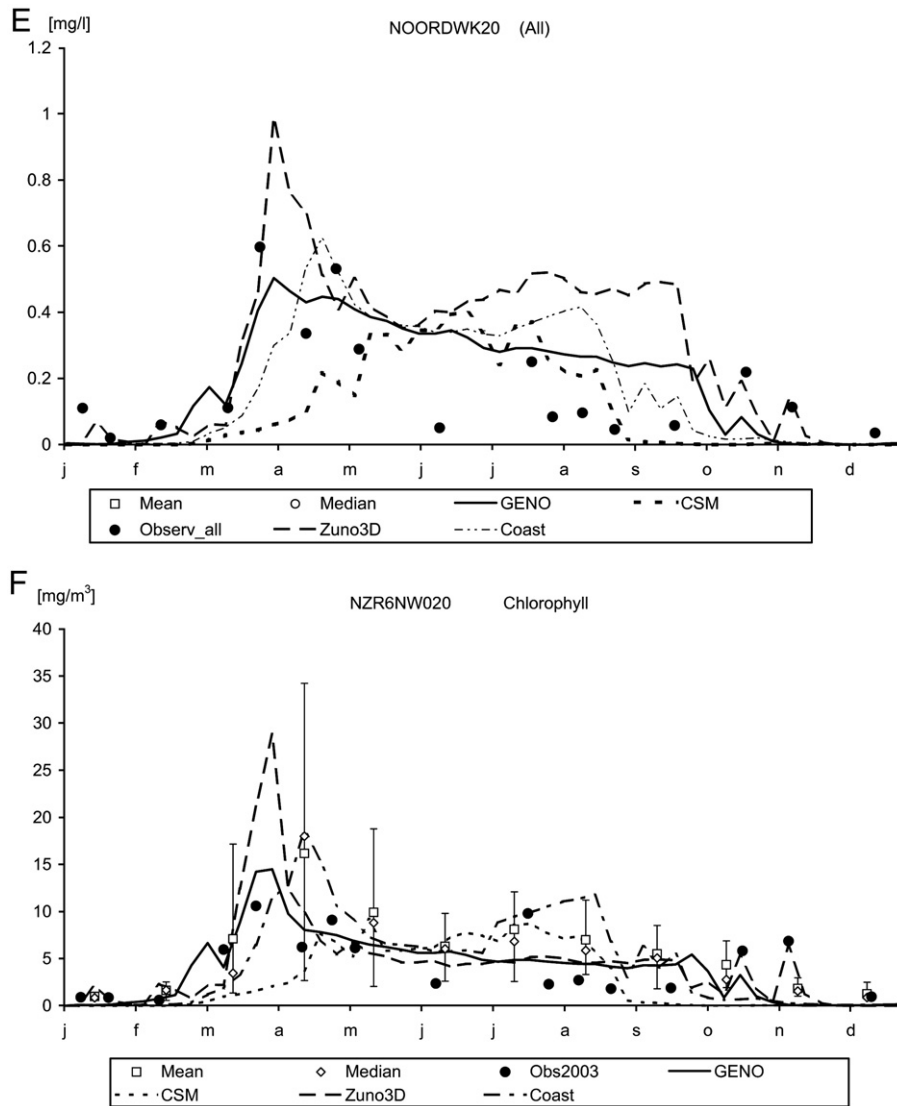 E
[mg/l]
NOORDWK20 (All)
1.2
1
0.8
0.6
0.4
0.2
0
j f m a m j j a s o n d
Mean Median GENO CSM
Observ_all Zuno3D Coast
F
[mg/m³]
NZR6NW020 Chlorophyll
40
35
30
25
20
15
10
5
0
j f m a m j j a s o n d
Mean Median Obs2003 GENO
CSM Zuno3D Coast